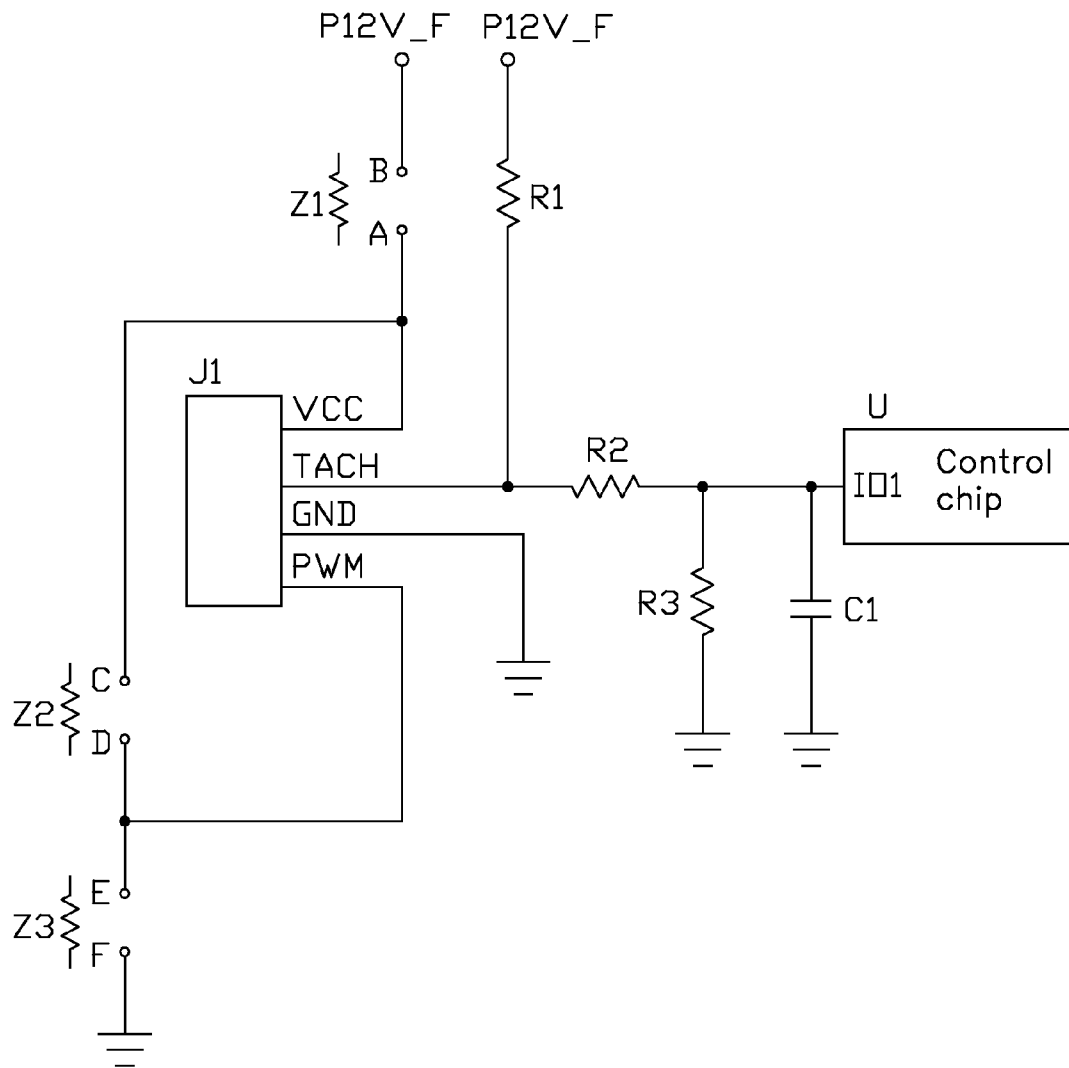 P12V_F P12V_F
B
Z1
A
R1
J1
VCC
TACH
GND
PWM
R2
U
IO1
Control
chip
R3
C1
C
Z2
D
E
Z3
F